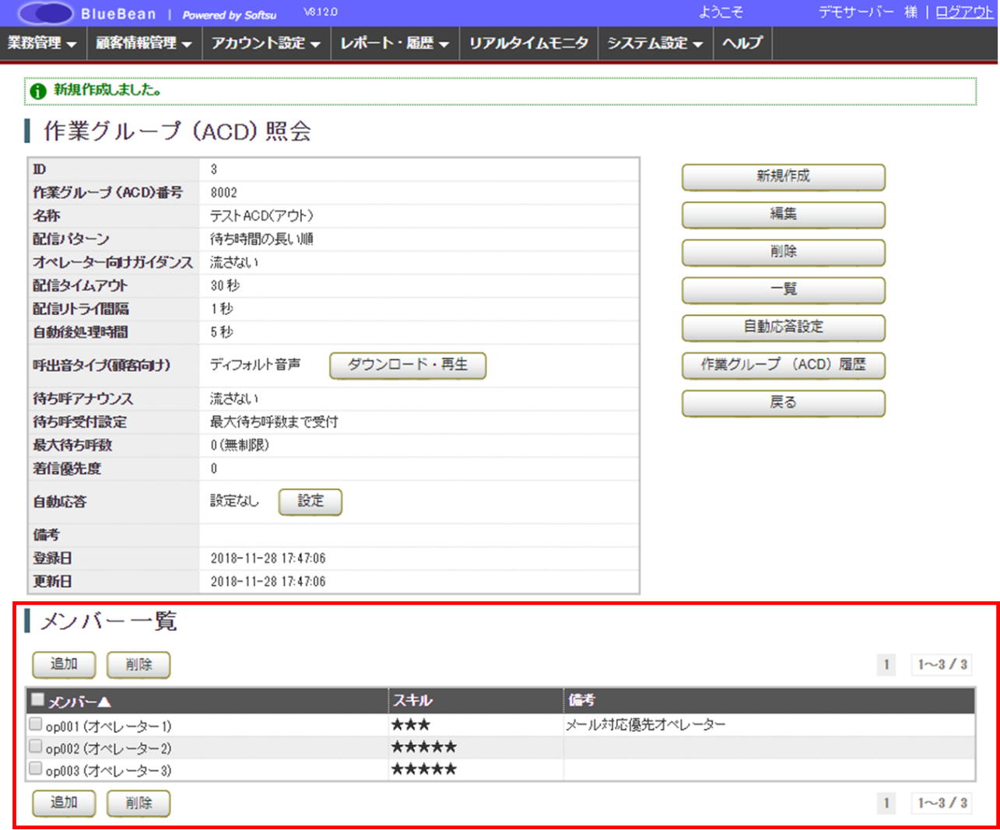 BlueBean | Powered by Softsu V8.12.0 ようこそ デモサーバー 様 | ログアウト
業務管理 ▼ 顧客情報管理 ▼ アカウント設定 ▼ レポート・履歴 ▼ リアルタイムモニタ システム設定 ▼ ヘルプ
新規作成しました。
作業グループ (ACD) 照会
ID 3
作業グループ (ACD)番号 8002
名称 テストACD(アウト)
配信パターン 待ち時間の長い順
オペレーター向けガイダンス 流さない
配信タイムアウト 30 秒
配信リトライ間隔 1 秒
自動後処理時間 5 秒
呼出音タイプ(顧客向け) ディフォルト音声 ダウンロード・再生
待ち呼アナウンス 流さない
待ち呼受付設定 最大待ち呼数まで受付
最大待ち呼数 0 (無制限)
着信優先度 0
自動応答 設定なし 設定
備考
登録日 2018-11-28 17:47:06
更新日 2018-11-28 17:47:06
新規作成
編集
削除
一覧
自動応答設定
作業グループ (ACD) 履歴
戻る
メンバー一覧
追加 削除 1 1～3 / 3
メンバー▲ スキル 備考
op001 (オペレーター1) ★★★ メール対応優先オペレーター
op002 (オペレーター2) ★★★★★
op003 (オペレーター3) ★★★★★
追加 削除 1 1～3 / 3